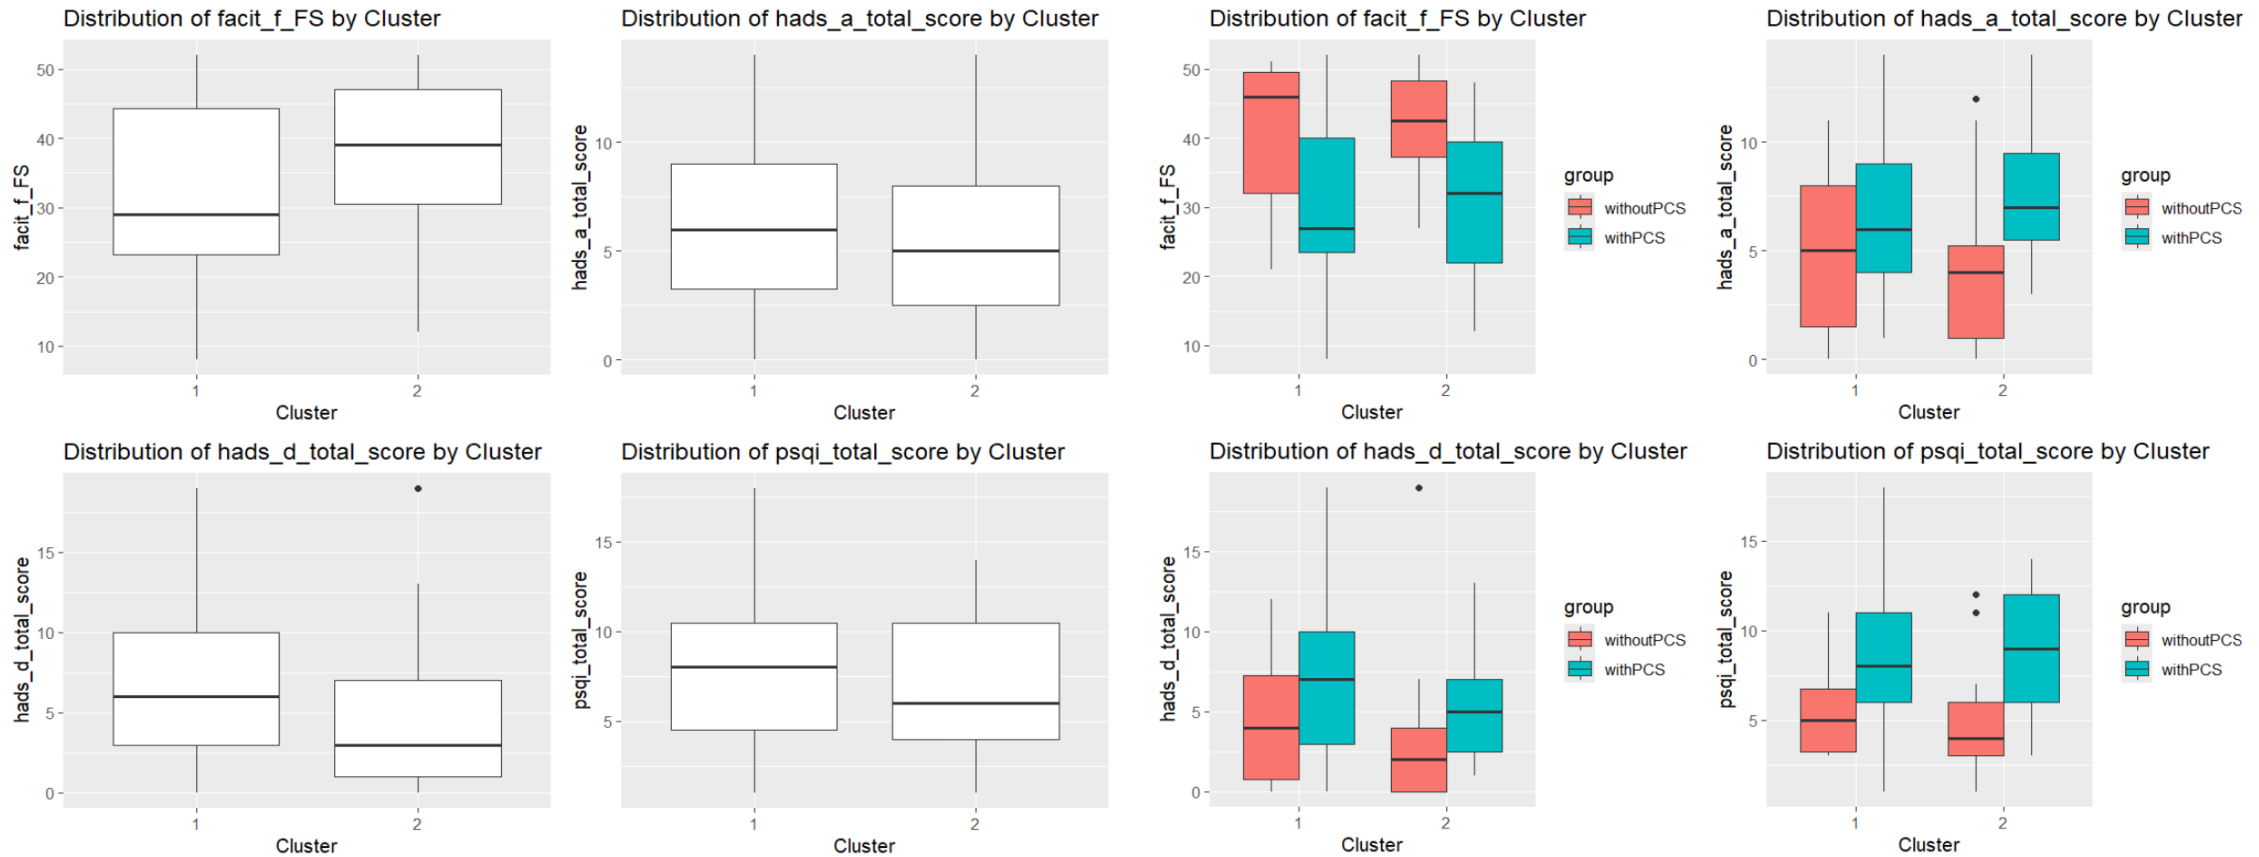 Distribution of facit_f_FS by Cluster
facit_f_FS
50
40
30
20
10
1
2
Cluster
Distribution of hads_a_total_score by Cluster
hads_a_total_score
10
5
0
1
2
Cluster
Distribution of facit_f_FS by Cluster
facit_f_FS
50
40
30
20
10
1
2
Cluster
group
withoutPCS
withPCS
Distribution of hads_a_total_score by Cluster
hads_a_total_score
10
5
0
1
2
Cluster
group
withoutPCS
withPCS
Distribution of hads_d_total_score by Cluster
hads_d_total_score
15
10
5
0
1
2
Cluster
Distribution of psqi_total_score by Cluster
psqi_total_score
15
10
5
1
2
Cluster
Distribution of hads_d_total_score by Cluster
hads_d_total_score
15
10
5
0
1
2
Cluster
group
withoutPCS
withPCS
Distribution of psqi_total_score by Cluster
psqi_total_score
15
10
5
1
2
Cluster
group
withoutPCS
withPCS